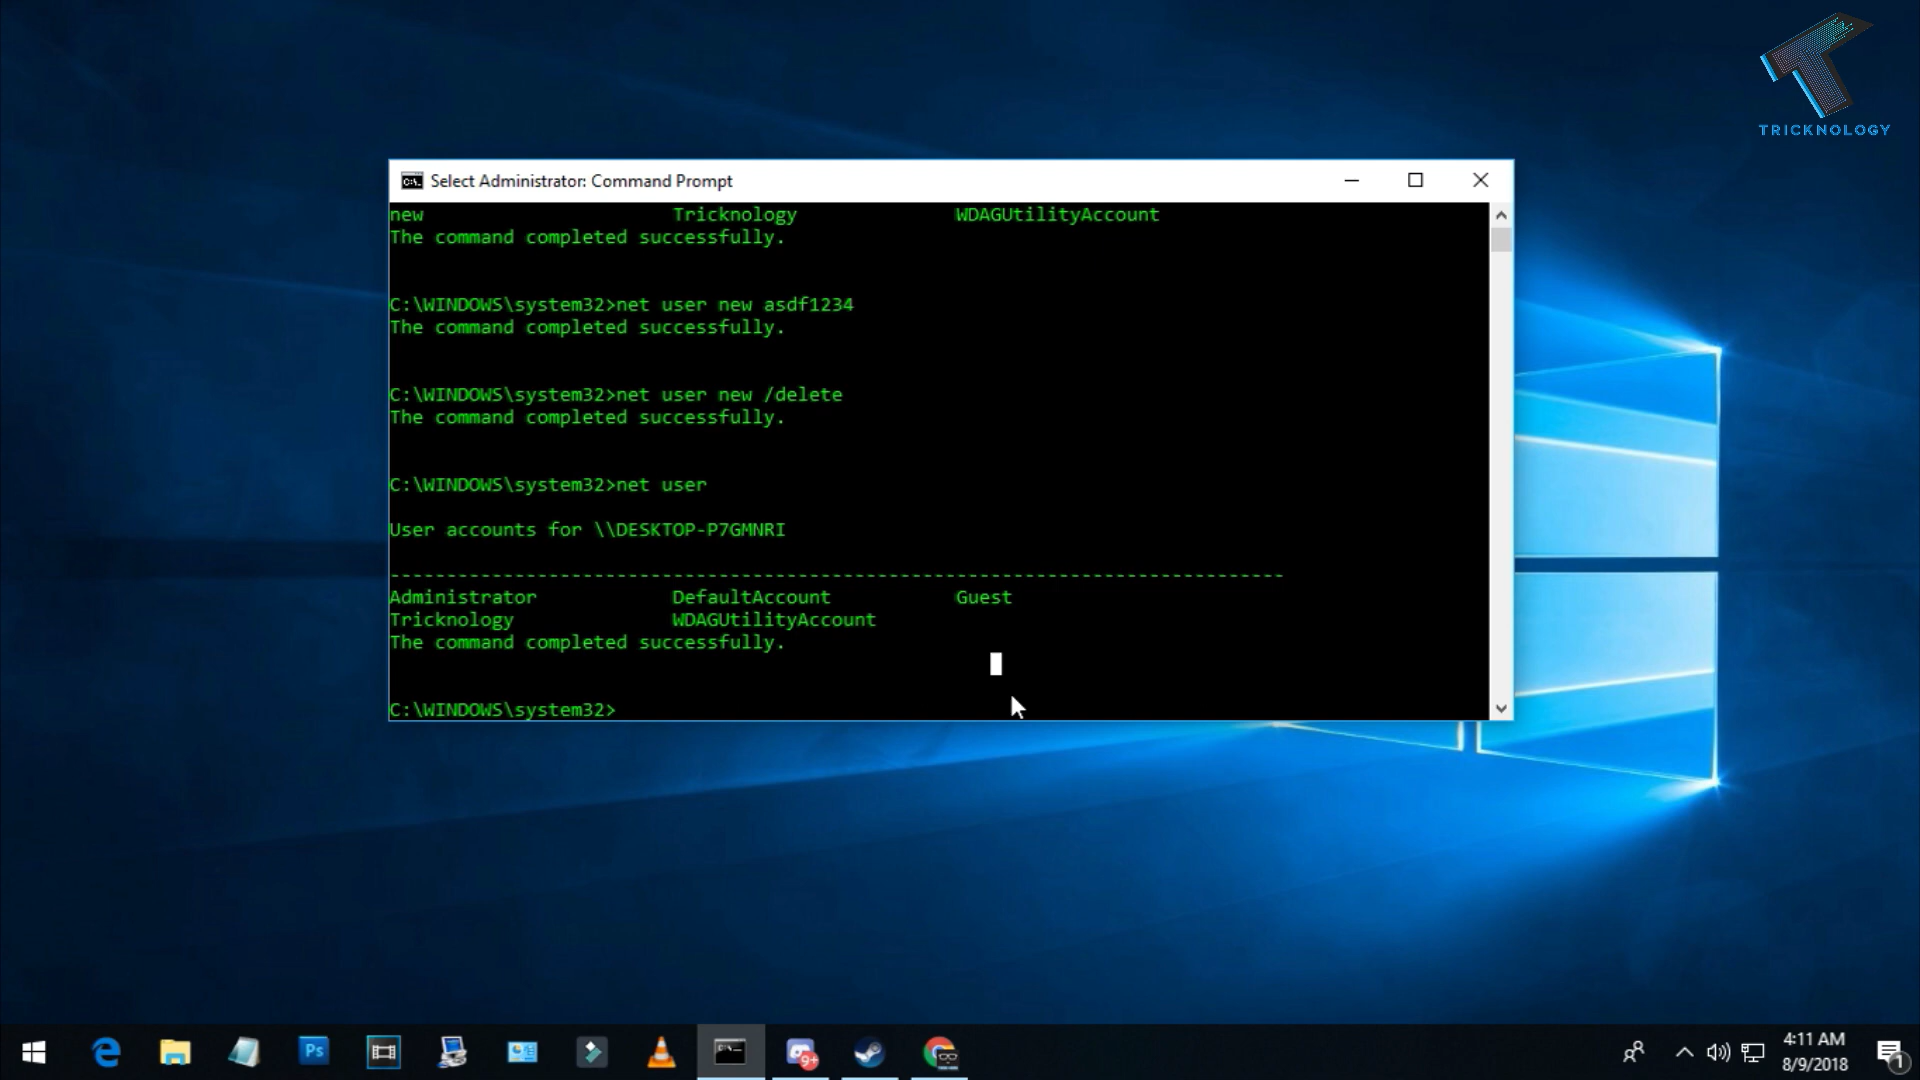 TRICKNOLOGY
Select Administrator: Command Prompt
new Tricknology WDAGUtilityAccount
The command completed successfully.
C:\WINDOWS\system32>net user new asdf1234
The command completed successfully.
C:\WINDOWS\system32>net user new /delete
The command completed successfully.
C:\WINDOWS\system32>net user
User accounts for \\DESKTOP-P7GMNRI
-------------------------------------------------------------------------------
Administrator DefaultAccount Guest
Tricknology WDAGUtilityAccount
The command completed successfully.
C:\WINDOWS\system32>
Ps
9+
4:11 AM
8/9/2018
1